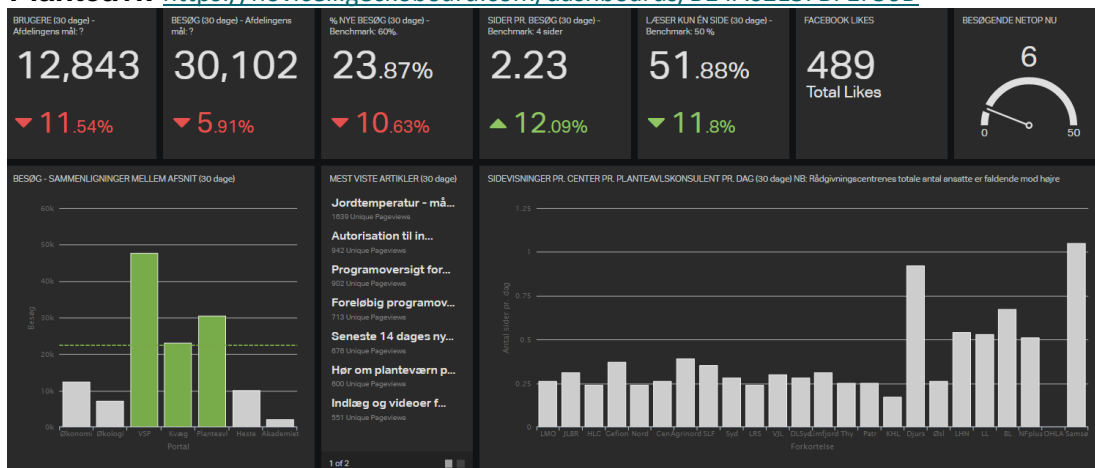 BRUGERE (30 dage) -
Afdelingens mål: ?
12,843
11.54%
BESØG (30 dage) - Afdelingens
mål: ?
30,102
5.91%
% NYE BESØG (30 dage) -
Benchmark: 60%.
23.87%
10.63%
SIDER PR. BESØG (30 dage) -
Benchmark: 4 sider
2.23
12.09%
LÆSER KUN ÉN SIDE (30 dage) -
Benchmark: 50 %
51.88%
11.8%
FACEBOOK LIKES
489
Total Likes
BESØGENDE NETOP NU
6
0
50
BESØG - SAMMENLIGNINGER MELLEM AFSNIT (30 dage)
60k
50k
40k
30k
20k
10k
0k
Besøg
Økonomi Økologi VSP Kvæg Planteavl Heste Akademiet
Portal
MEST VISTE ARTIKLER (30 dage)
Jordtemperatur - må...
1639 Unique Pageviews
Autorisation til in...
942 Unique Pageviews
Programoversigt for...
902 Unique Pageviews
Foreløbig programov...
713 Unique Pageviews
Seneste 14 dages ny...
676 Unique Pageviews
Hør om planteværn p...
600 Unique Pageviews
Indlæg og videoer f...
551 Unique Pageviews
1 of 2
SIDEVISNINGER PR. CENTER PR. PLANTEAVLSKONSULENT PR. DAG (30 dage) NB: Rådgivningscentrenes totale antal ansatte er faldende mod højre
1.25
1
0.75
0.5
0.25
0
Antal sider pr. dag
LMO JLBR HLC Gefion Nord Cen Agrinord SLF Syd LRS VJL DLSyd Limfjord Thy Patr KHL Djurs Øsl LHN LL BL NFplus OHLA Samsø
Forkortelse